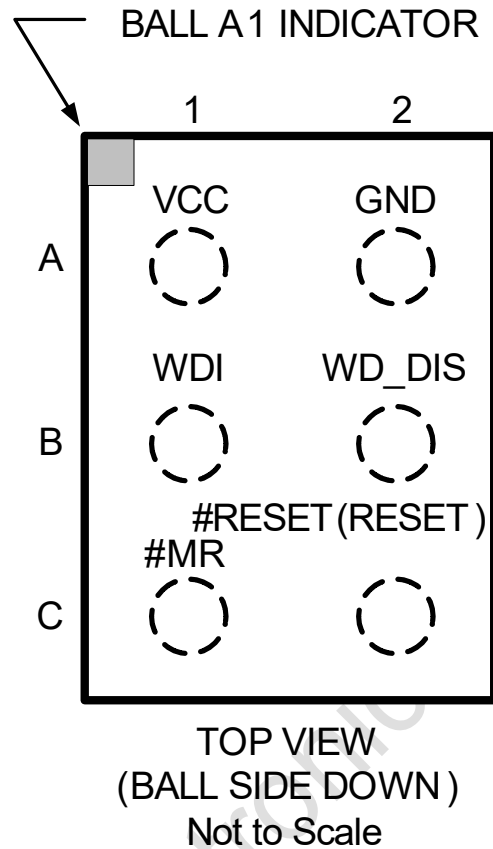 BALL A1 INDICATOR
1 2
VCC GND
A
WDI WD_DIS
B
#RESET(RESET)
#MR
C
TOP VIEW
(BALL SIDE DOWN)
Not to Scale